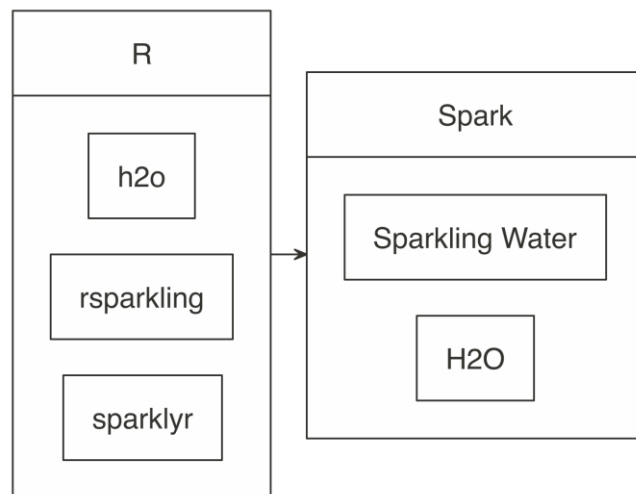 R
h2o
rsparkling
sparklyr
Spark
Sparkling Water
H2O